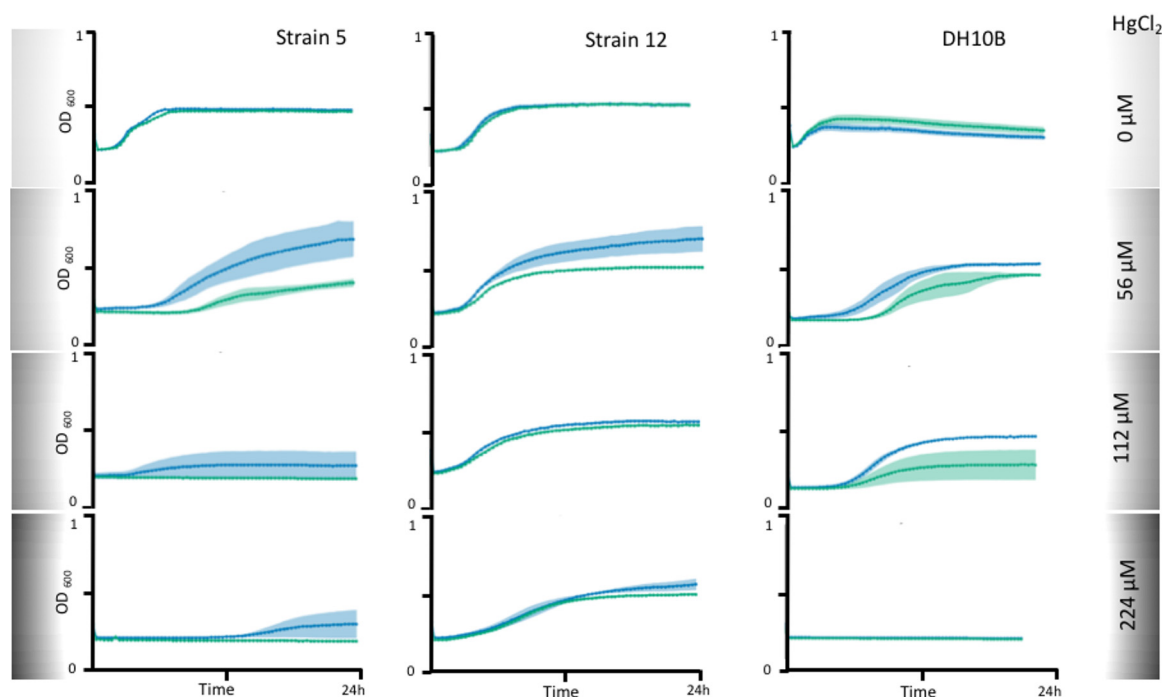 Strain 5 Strain 12 DH10B HgCl₂
1 1 1
OD 600 0 µM
0 0 0
1 1 1
OD 600 56 µM
0 0 0
1 1 1
OD 600 112 µM
0 0 0
1 1 1
OD 600 224 µM
0 0 0
Time 24h Time 24h Time 24h